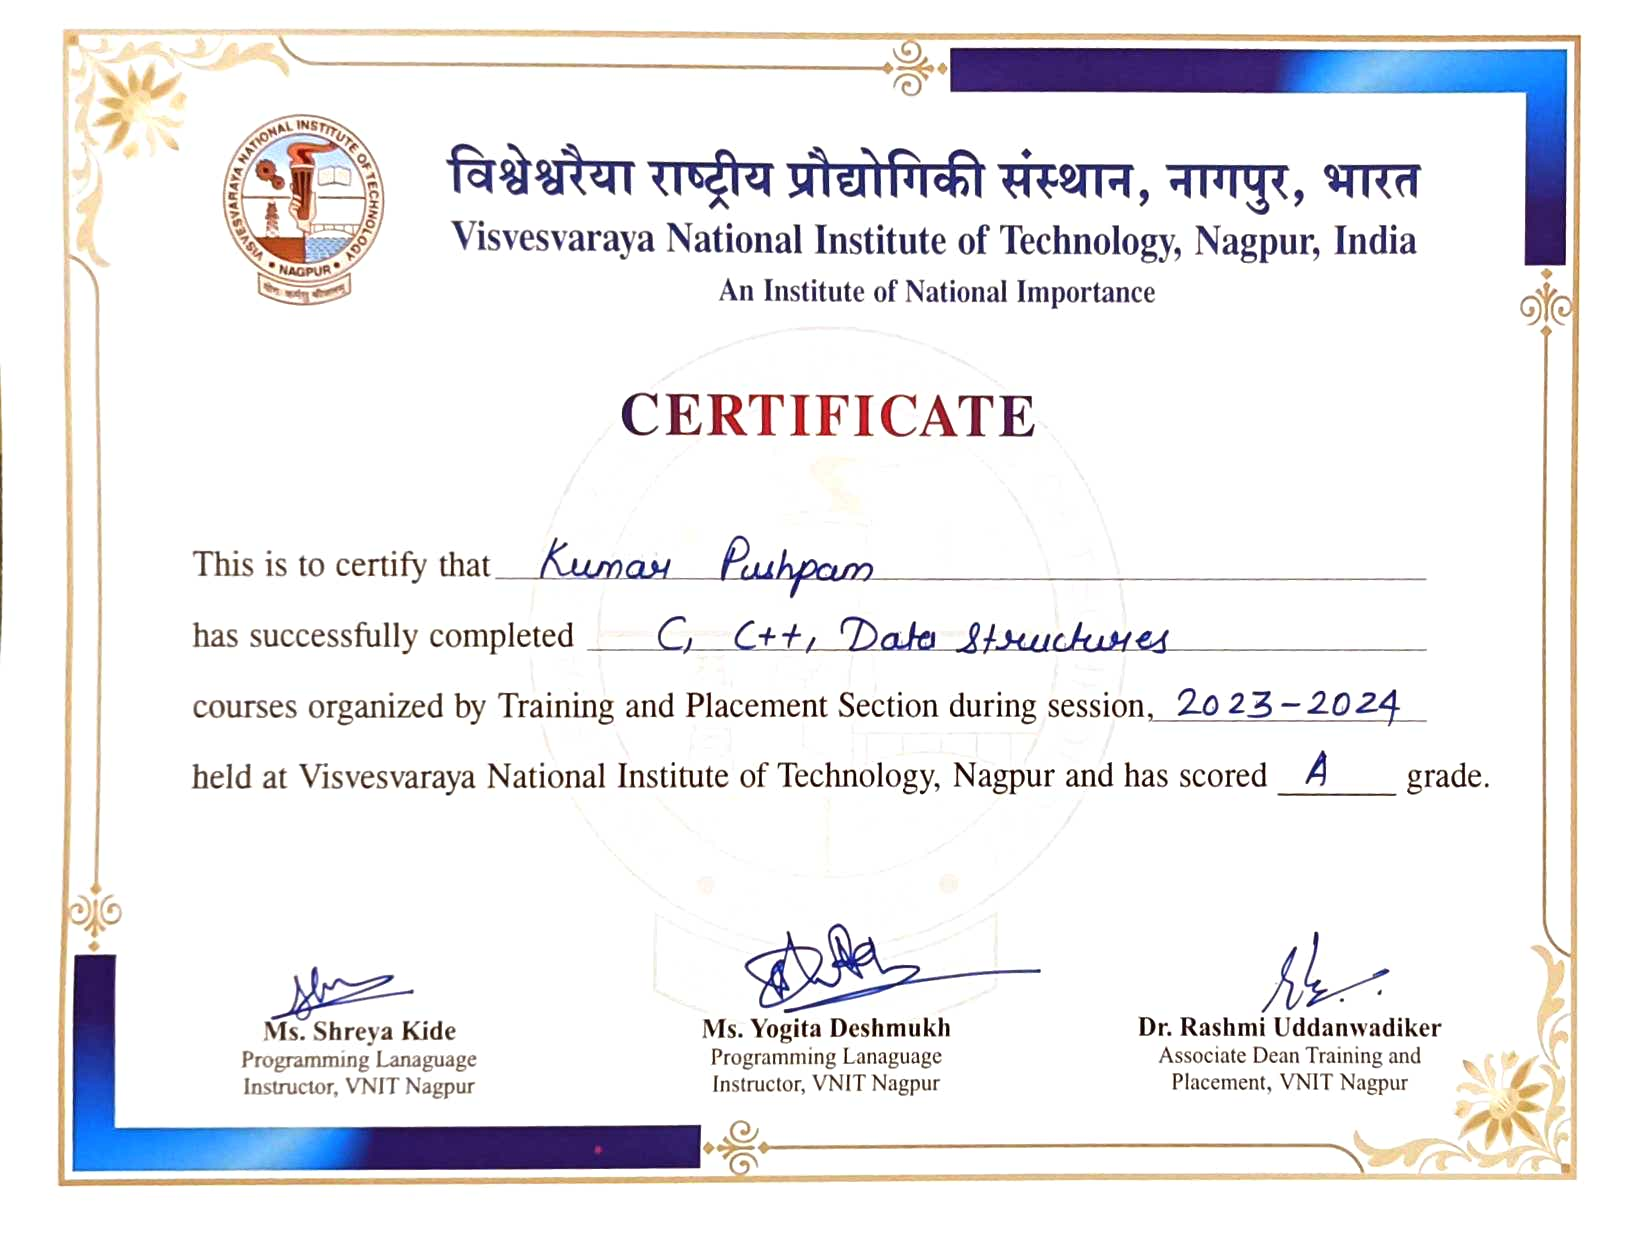 VISVESVARAYA NATIONAL INSTITUTE OF TECHNOLOGY
• NAGPUR •
विश्वेश्वरैया राष्ट्रीय प्रौद्योगिकी संस्थान, नागपुर, भारत
Visvesvaraya National Institute of Technology, Nagpur, India
An Institute of National Importance
CERTIFICATE
This is to certify that Kumar Pushpam
has successfully completed C, C++, Data Structures
courses organized by Training and Placement Section during session, 2023-2024
held at Visvesvaraya National Institute of Technology, Nagpur and has scored A grade.
Ms. Shreya Kide
Programming Lanaguage
Instructor, VNIT Nagpur
Ms. Yogita Deshmukh
Programming Lanaguage
Instructor, VNIT Nagpur
Dr. Rashmi Uddanwadiker
Associate Dean Training and
Placement, VNIT Nagpur